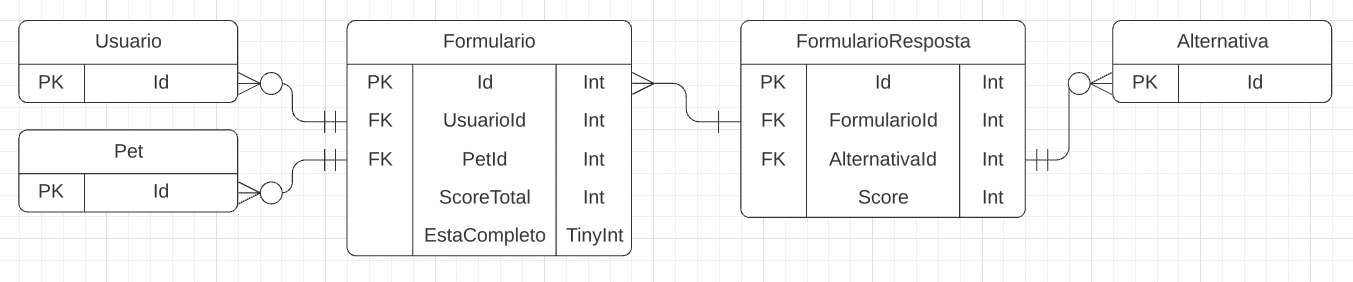 Usuario
PK Id
Pet
PK Id
Formulario
PK Id Int
FK UsuarioId Int
FK PetId Int
ScoreTotal Int
EstaCompleto TinyInt
FormularioResposta
PK Id Int
FK FormularioId Int
FK AlternativaId Int
Score Int
Alternativa
PK Id